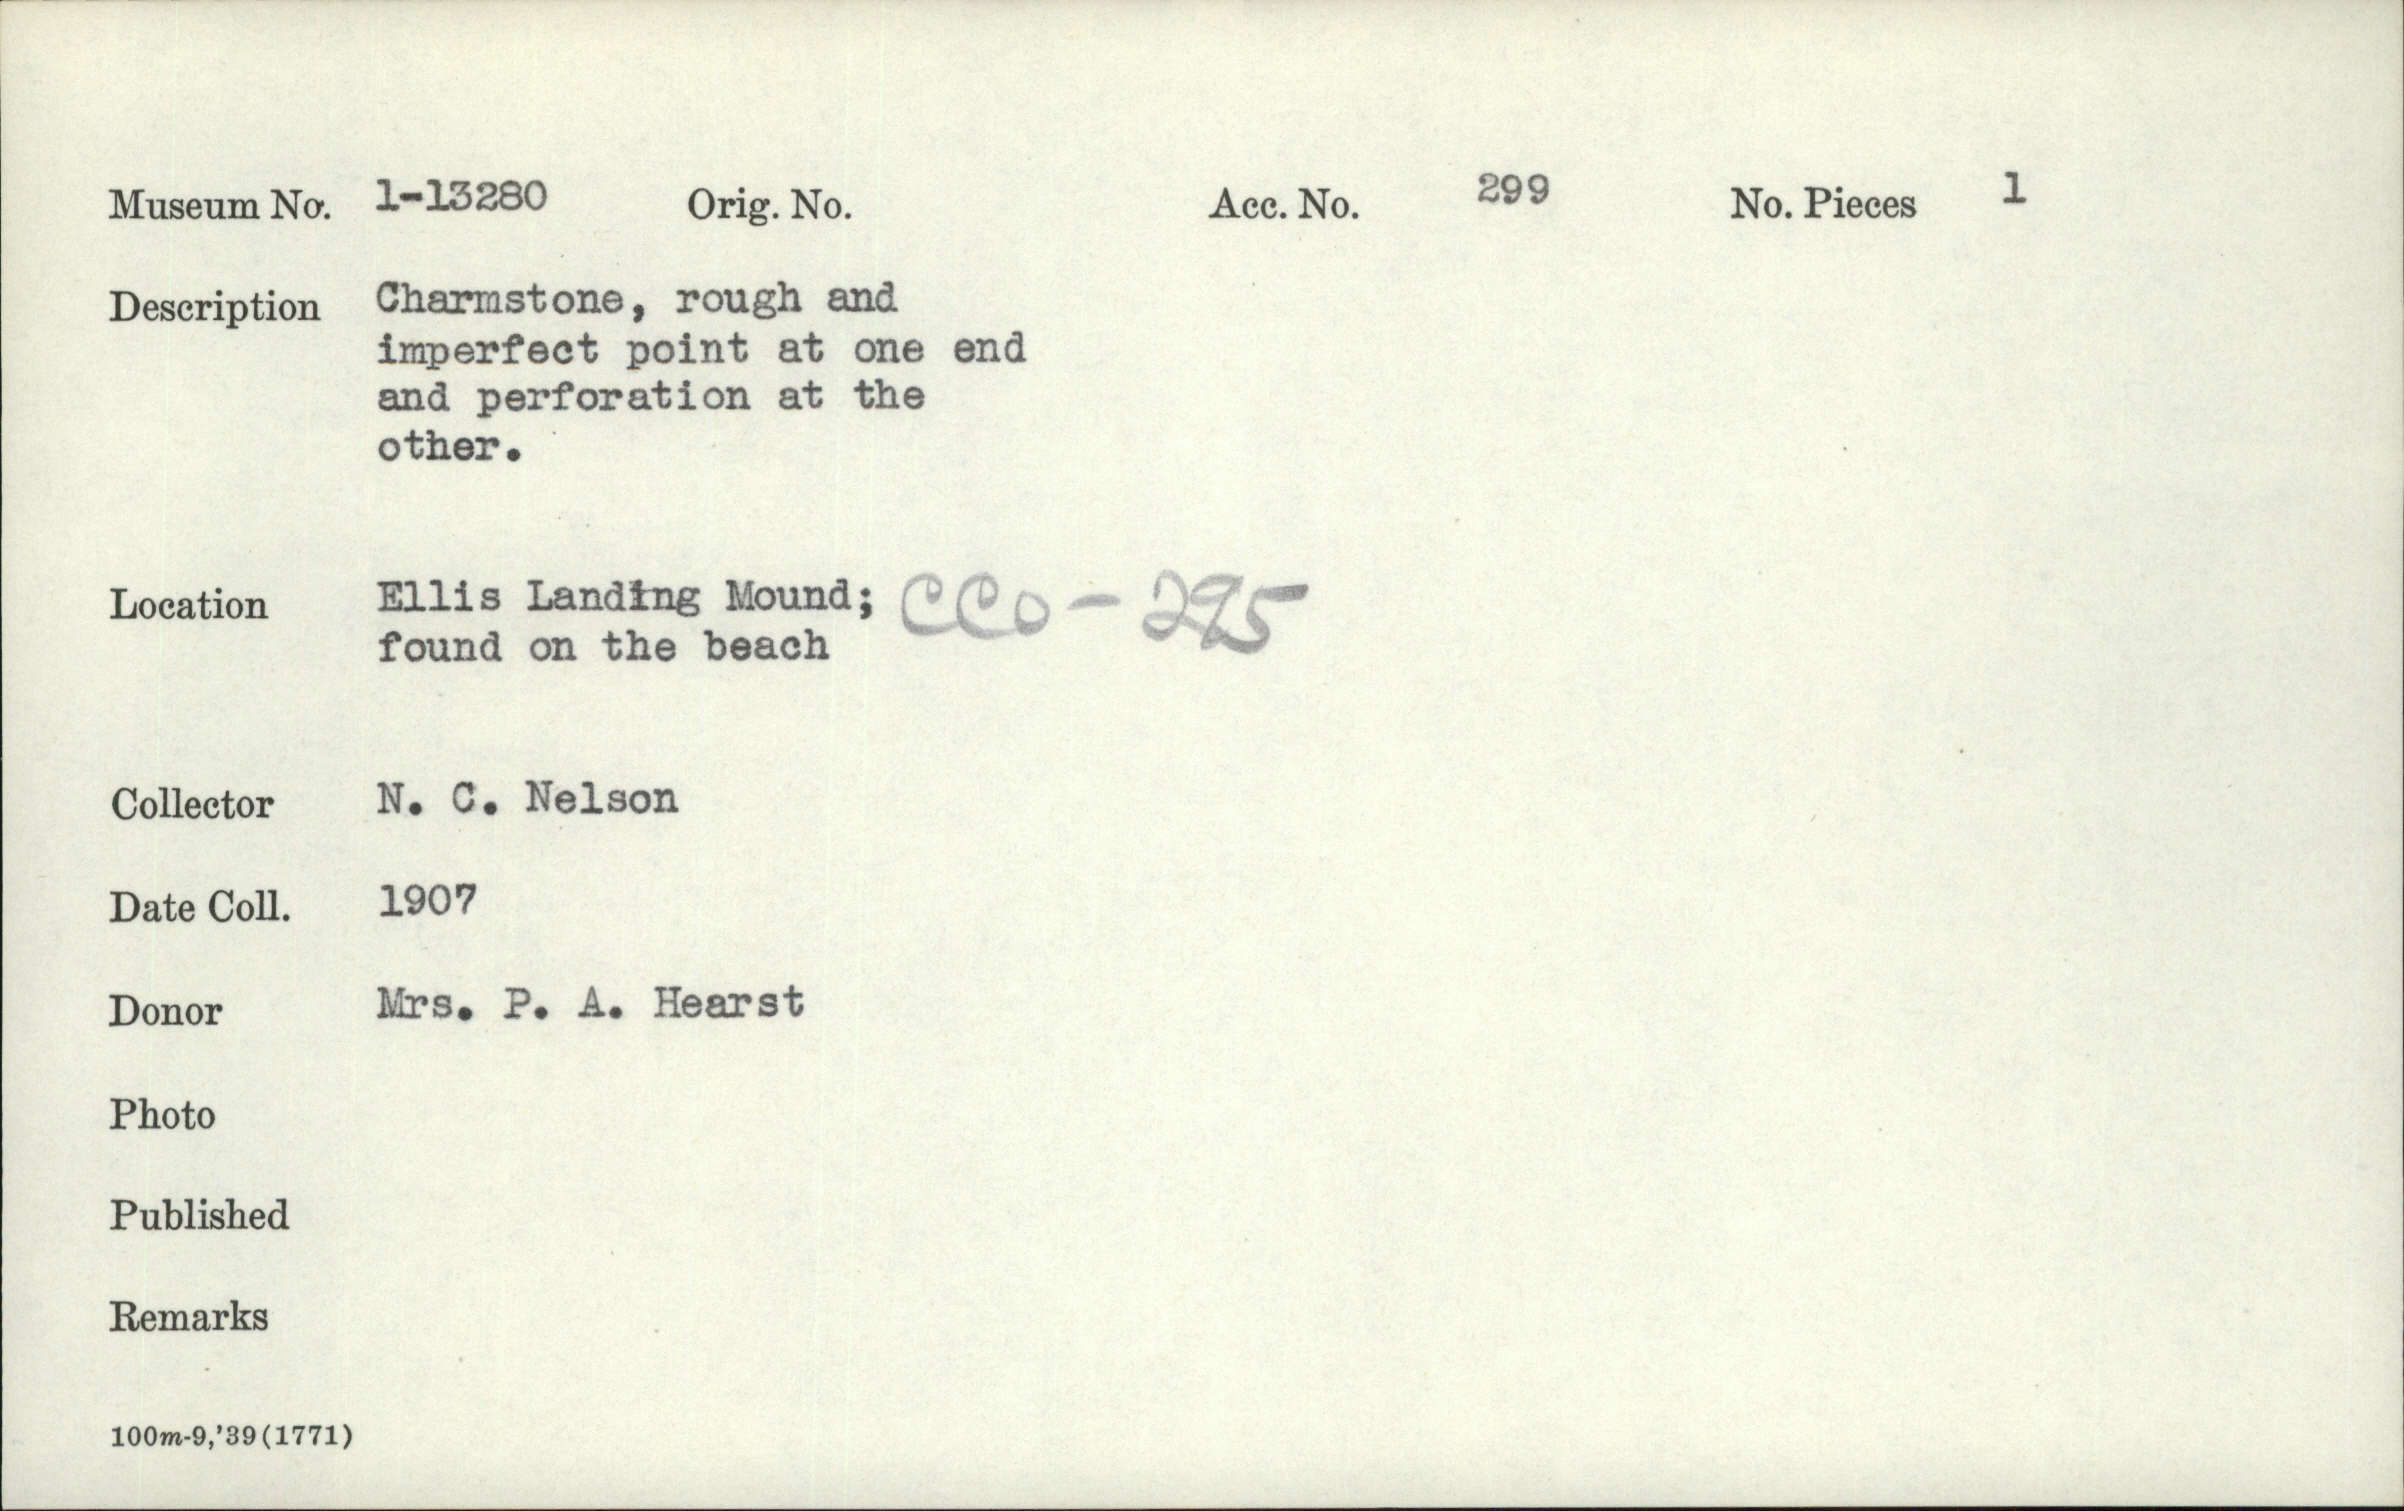 Museum No. 1-13280 Orig. No. Acc. No. 299 No. Pieces 1
Description Charmstone, rough and
imperfect point at one end
and perforation at the
other.
Location Ellis Landing Mound; CCo-295
found on the beach
Collector N. C. Nelson
Date Coll. 1907
Donor Mrs. P. A. Hearst
Photo
Published
Remarks
100m-9,'39(1771)